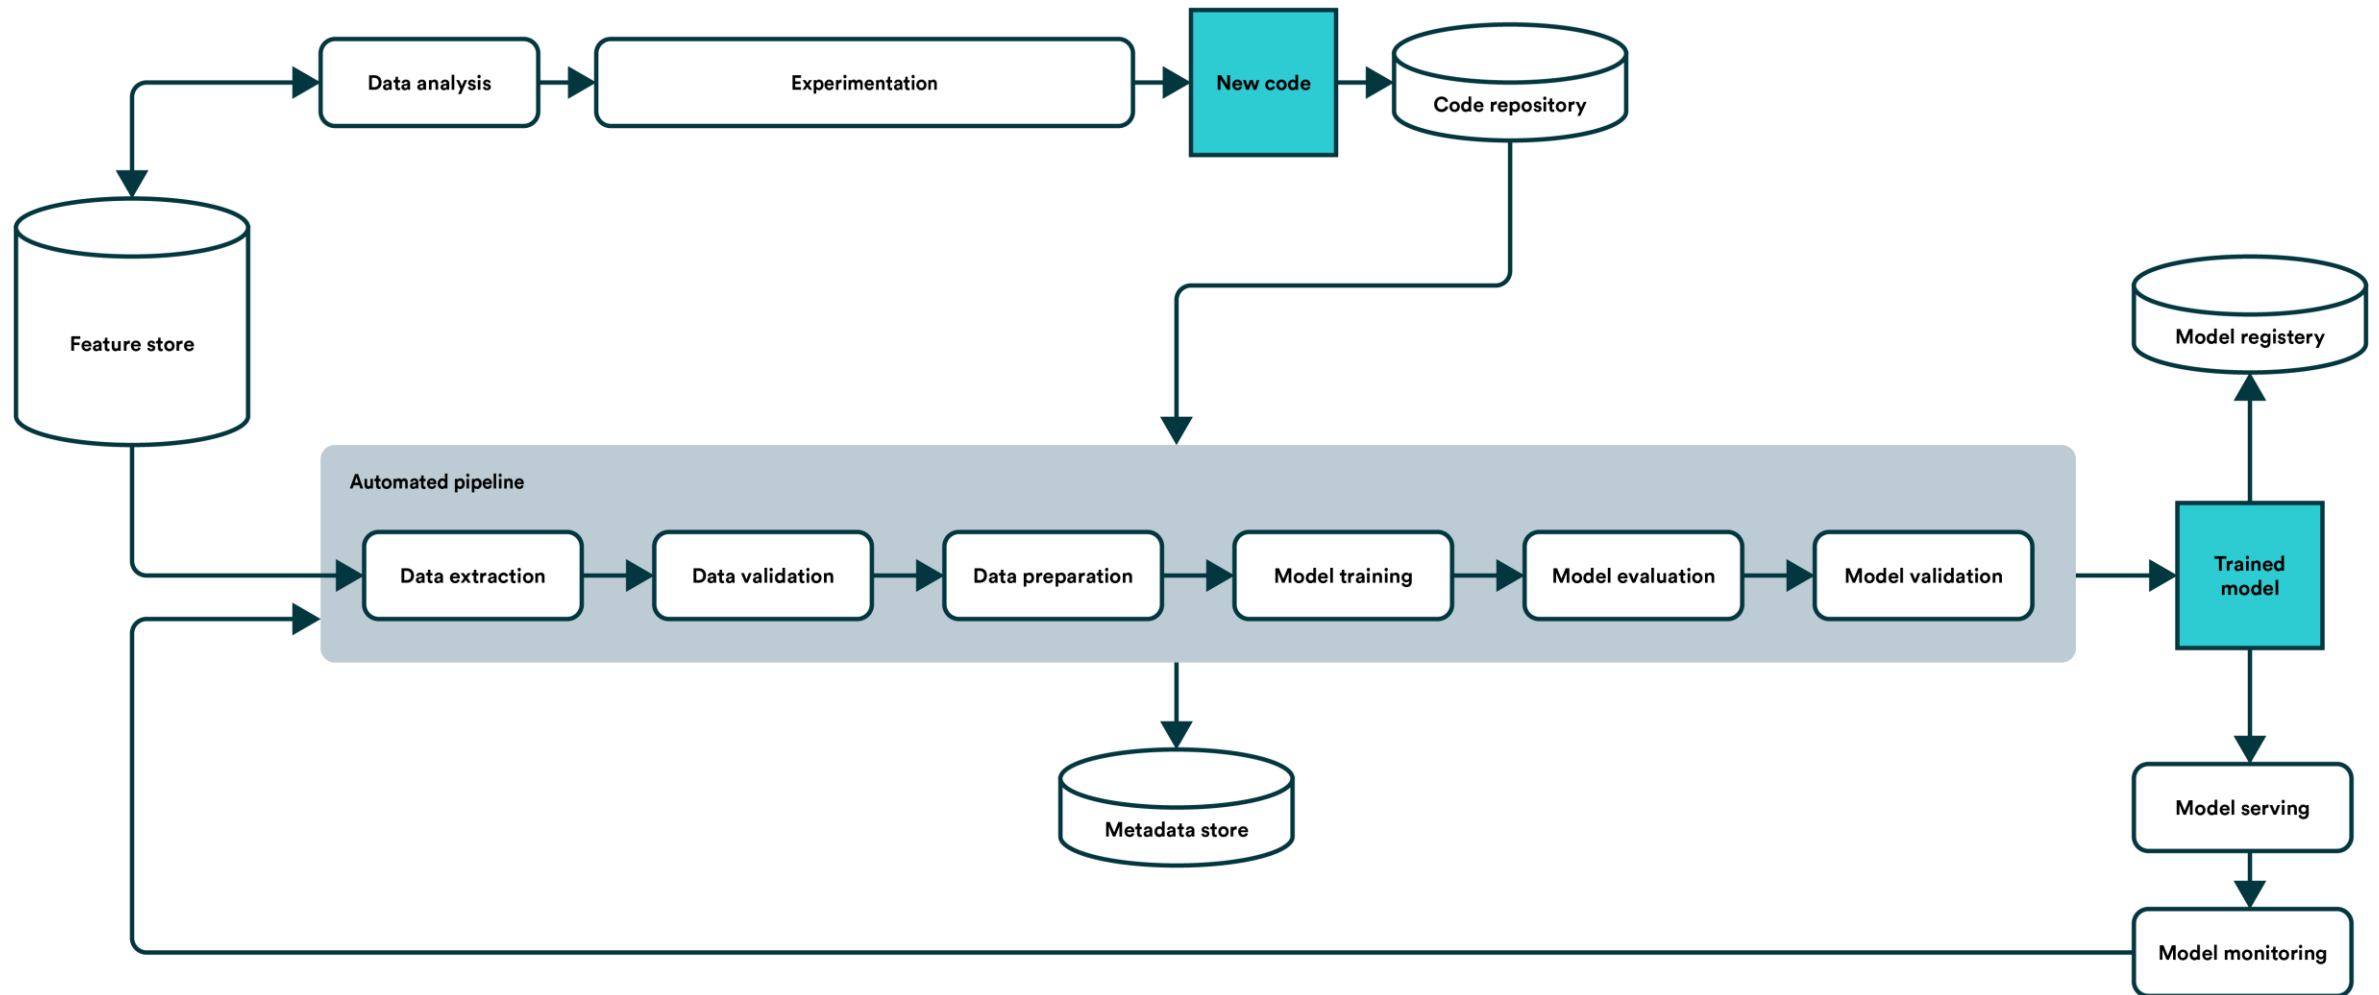 Data analysis
Experimentation
New code
Code repository
Feature store
Model registery
Automated pipeline
Data extraction
Data validation
Data preparation
Model training
Model evaluation
Model validation
Trained
model
Metadata store
Model serving
Model monitoring